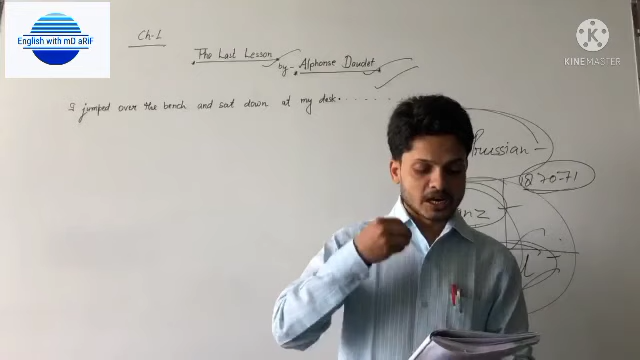 English with mD aRiF
Ch-1
The Last Lesson
by:- Alphonse Daudet
I jumped over the bench and sat down at my desk.......
Prussian
1870-71
KINEMASTER